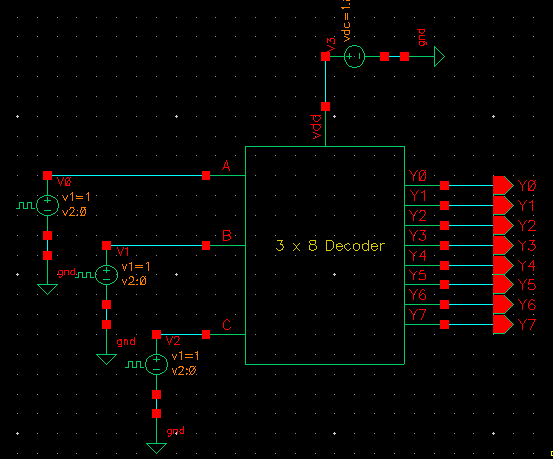 vdc=1.
V3
gnd
vdd
A
V0
v1=1
v2:0
gnd
B
V1
v1=1
v2:0
gnd
C
V2
v1=1
v2:0
gnd
3 x 8 Decoder
Y0 Y0
Y1 Y1
Y2 Y2
Y3 Y3
Y4 Y4
Y5 Y5
Y6 Y6
Y7 Y7